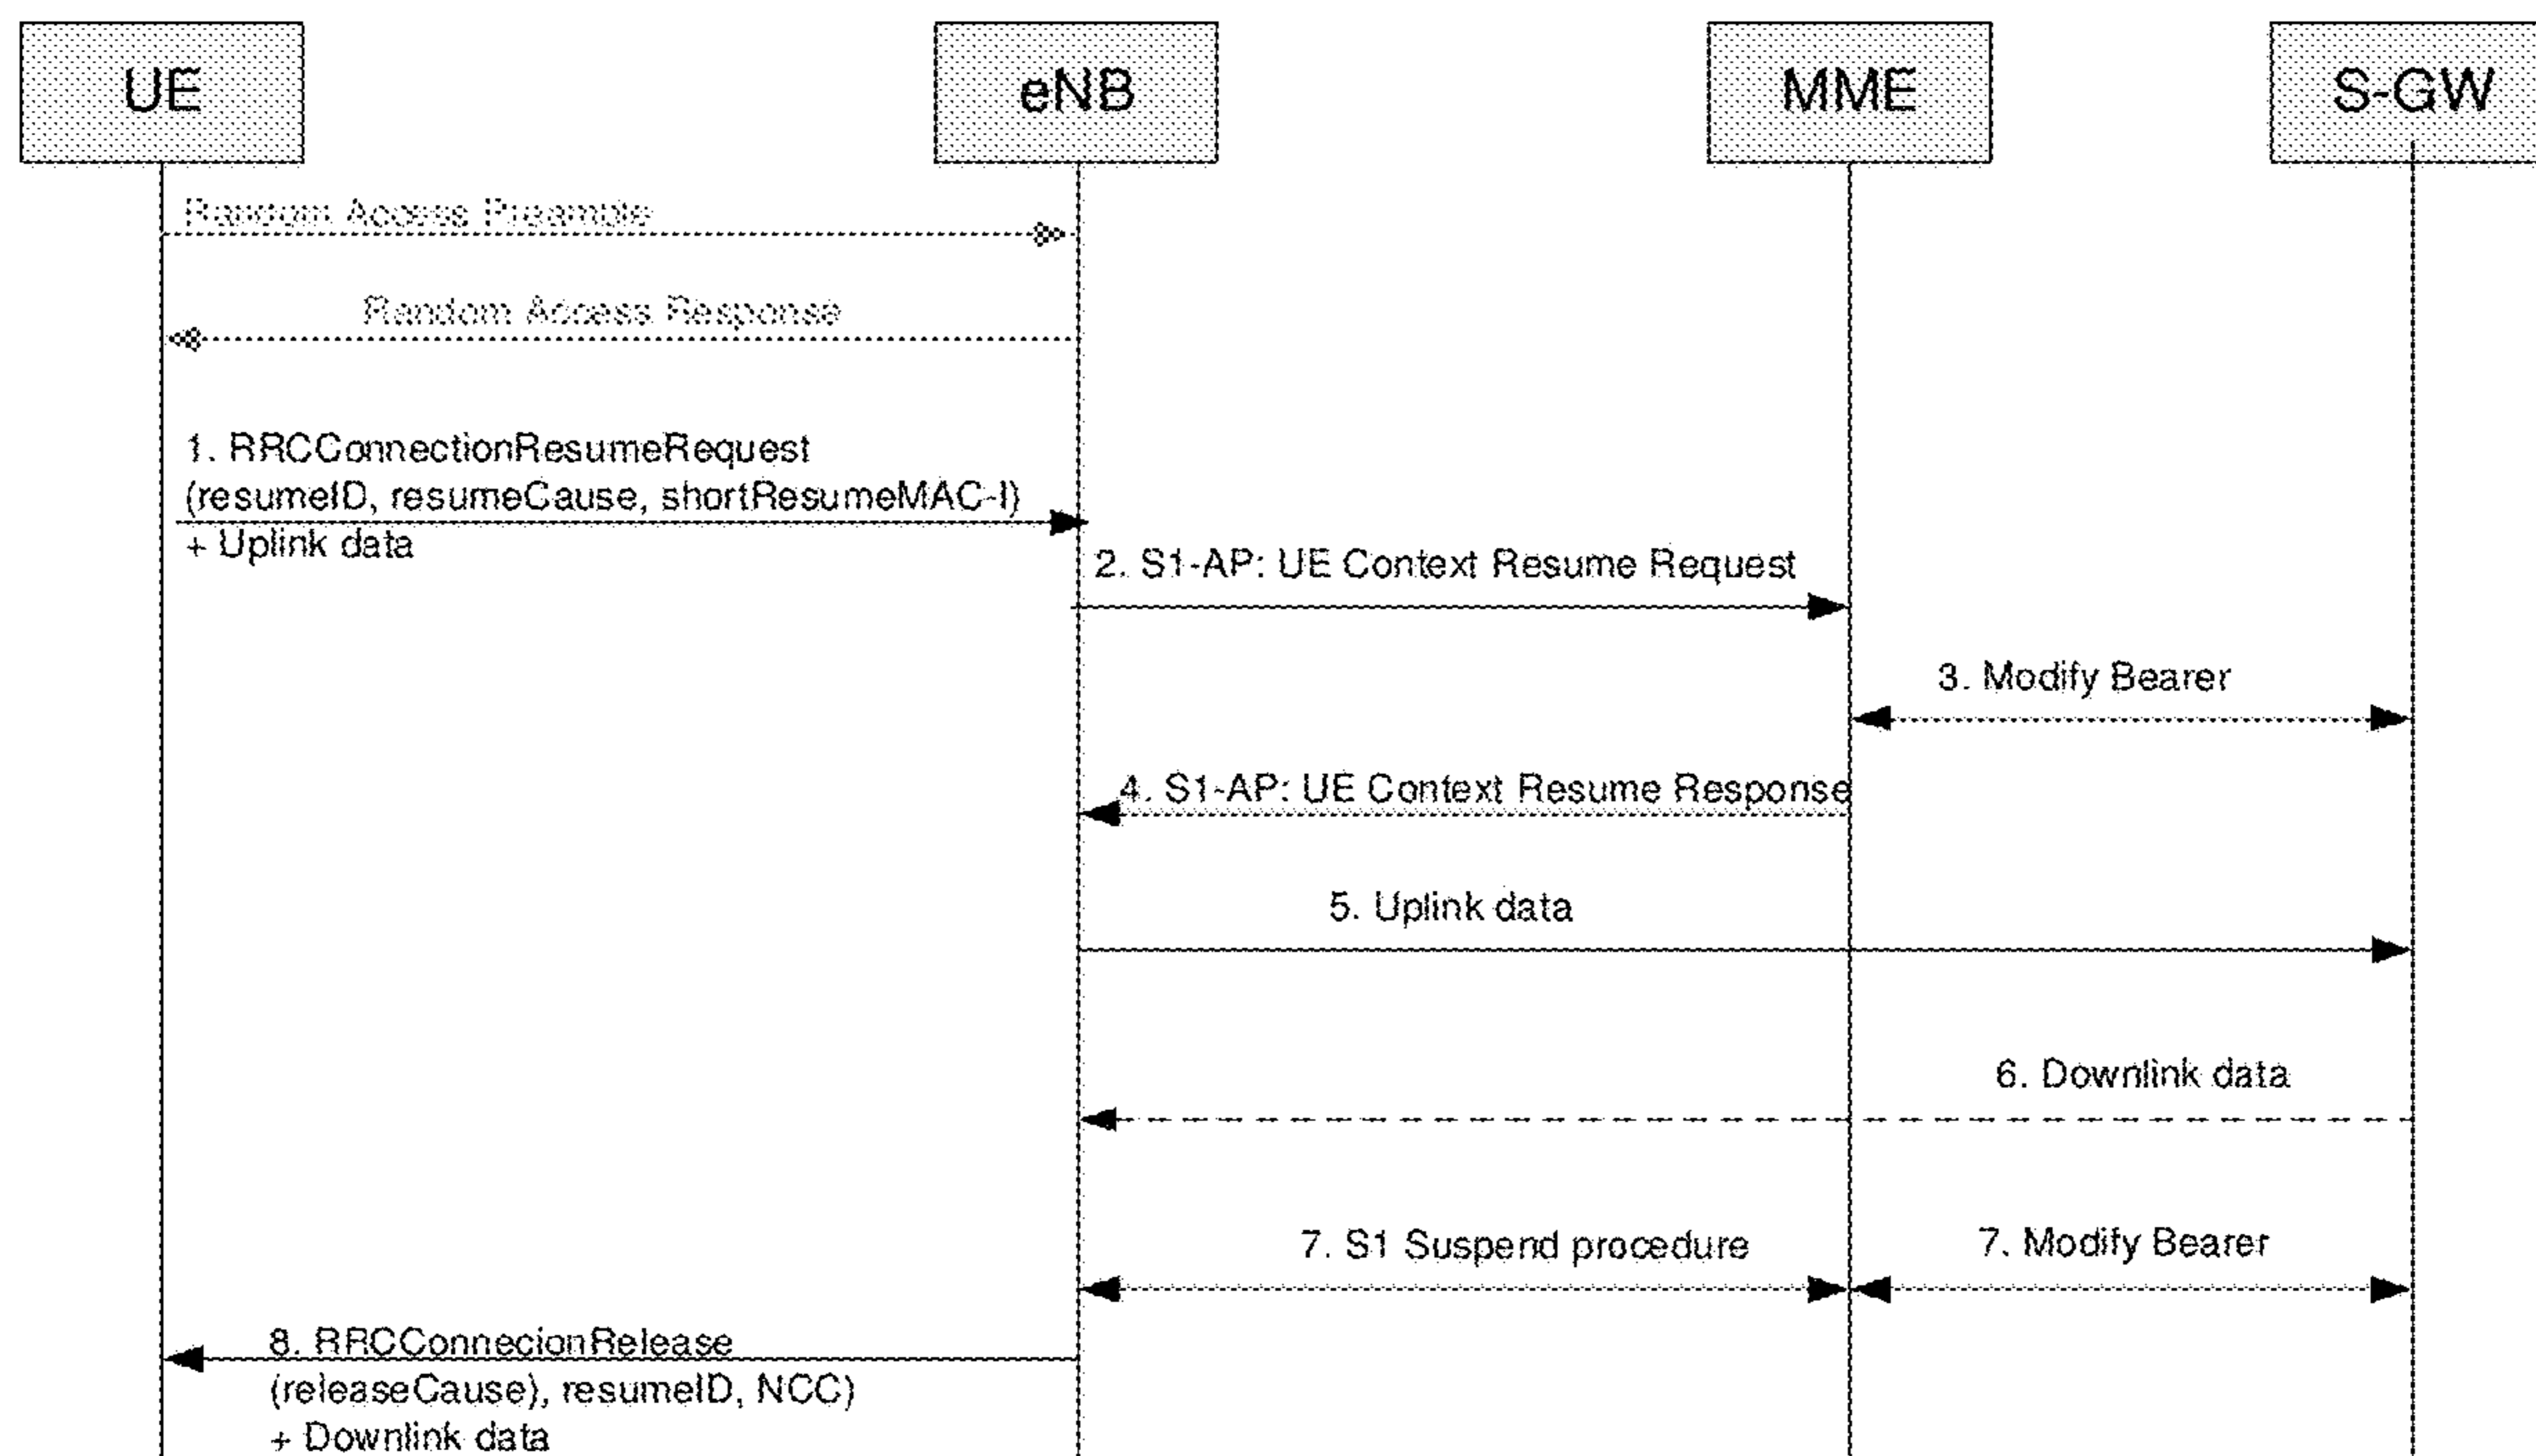 UE
eNB
MME
S-GW
Random Access Preamble
Random Access Response
1. RRCConnectionResumeRequest
(resumeID, resumeCause, shortResumeMAC-I)
+ Uplink data
2. S1-AP: UE Context Resume Request
3. Modify Bearer
4. S1-AP: UE Context Resume Response
5. Uplink data
6. Downlink data
7. S1 Suspend procedure
7. Modify Bearer
8. RRCConnecionRelease
(releaseCause), resumeID, NCC)
+ Downlink data